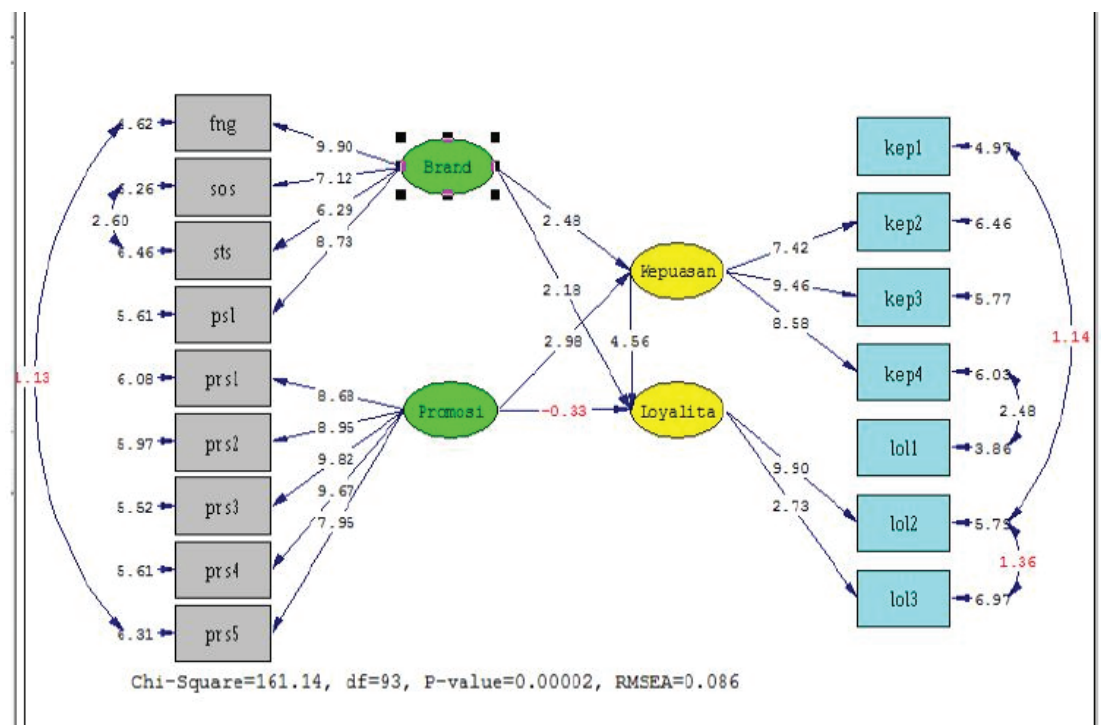 fng
sos
sts
psl
prs1
prs2
prs3
prs4
prs5
6.26
6.46
5.61
6.08
5.97
5.52
5.61
6.31
2.60
1.13
9.90
7.12
6.29
8.73
8.68
8.95
9.82
9.67
7.95
Brand
Promosi
2.48
2.18
2.98
4.56
-0.33
Kepuasan
Loyalita
7.42
9.46
8.58
9.90
2.73
kep1
kep2
kep3
kep4
lol1
lol2
lol3
4.97
6.46
5.77
6.03
3.86
5.75
6.97
1.14
2.48
1.36
Chi-Square=161.14, df=93, P-value=0.00002, RMSEA=0.086